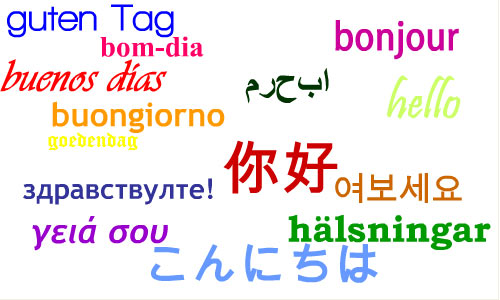 guten Tag
bom-dia
bonjour
buenos días
ابحرم
hello
buongiorno
goedendag
你好
здравствулте!
여보세요
γειά σου
hälsningar
こんにちは